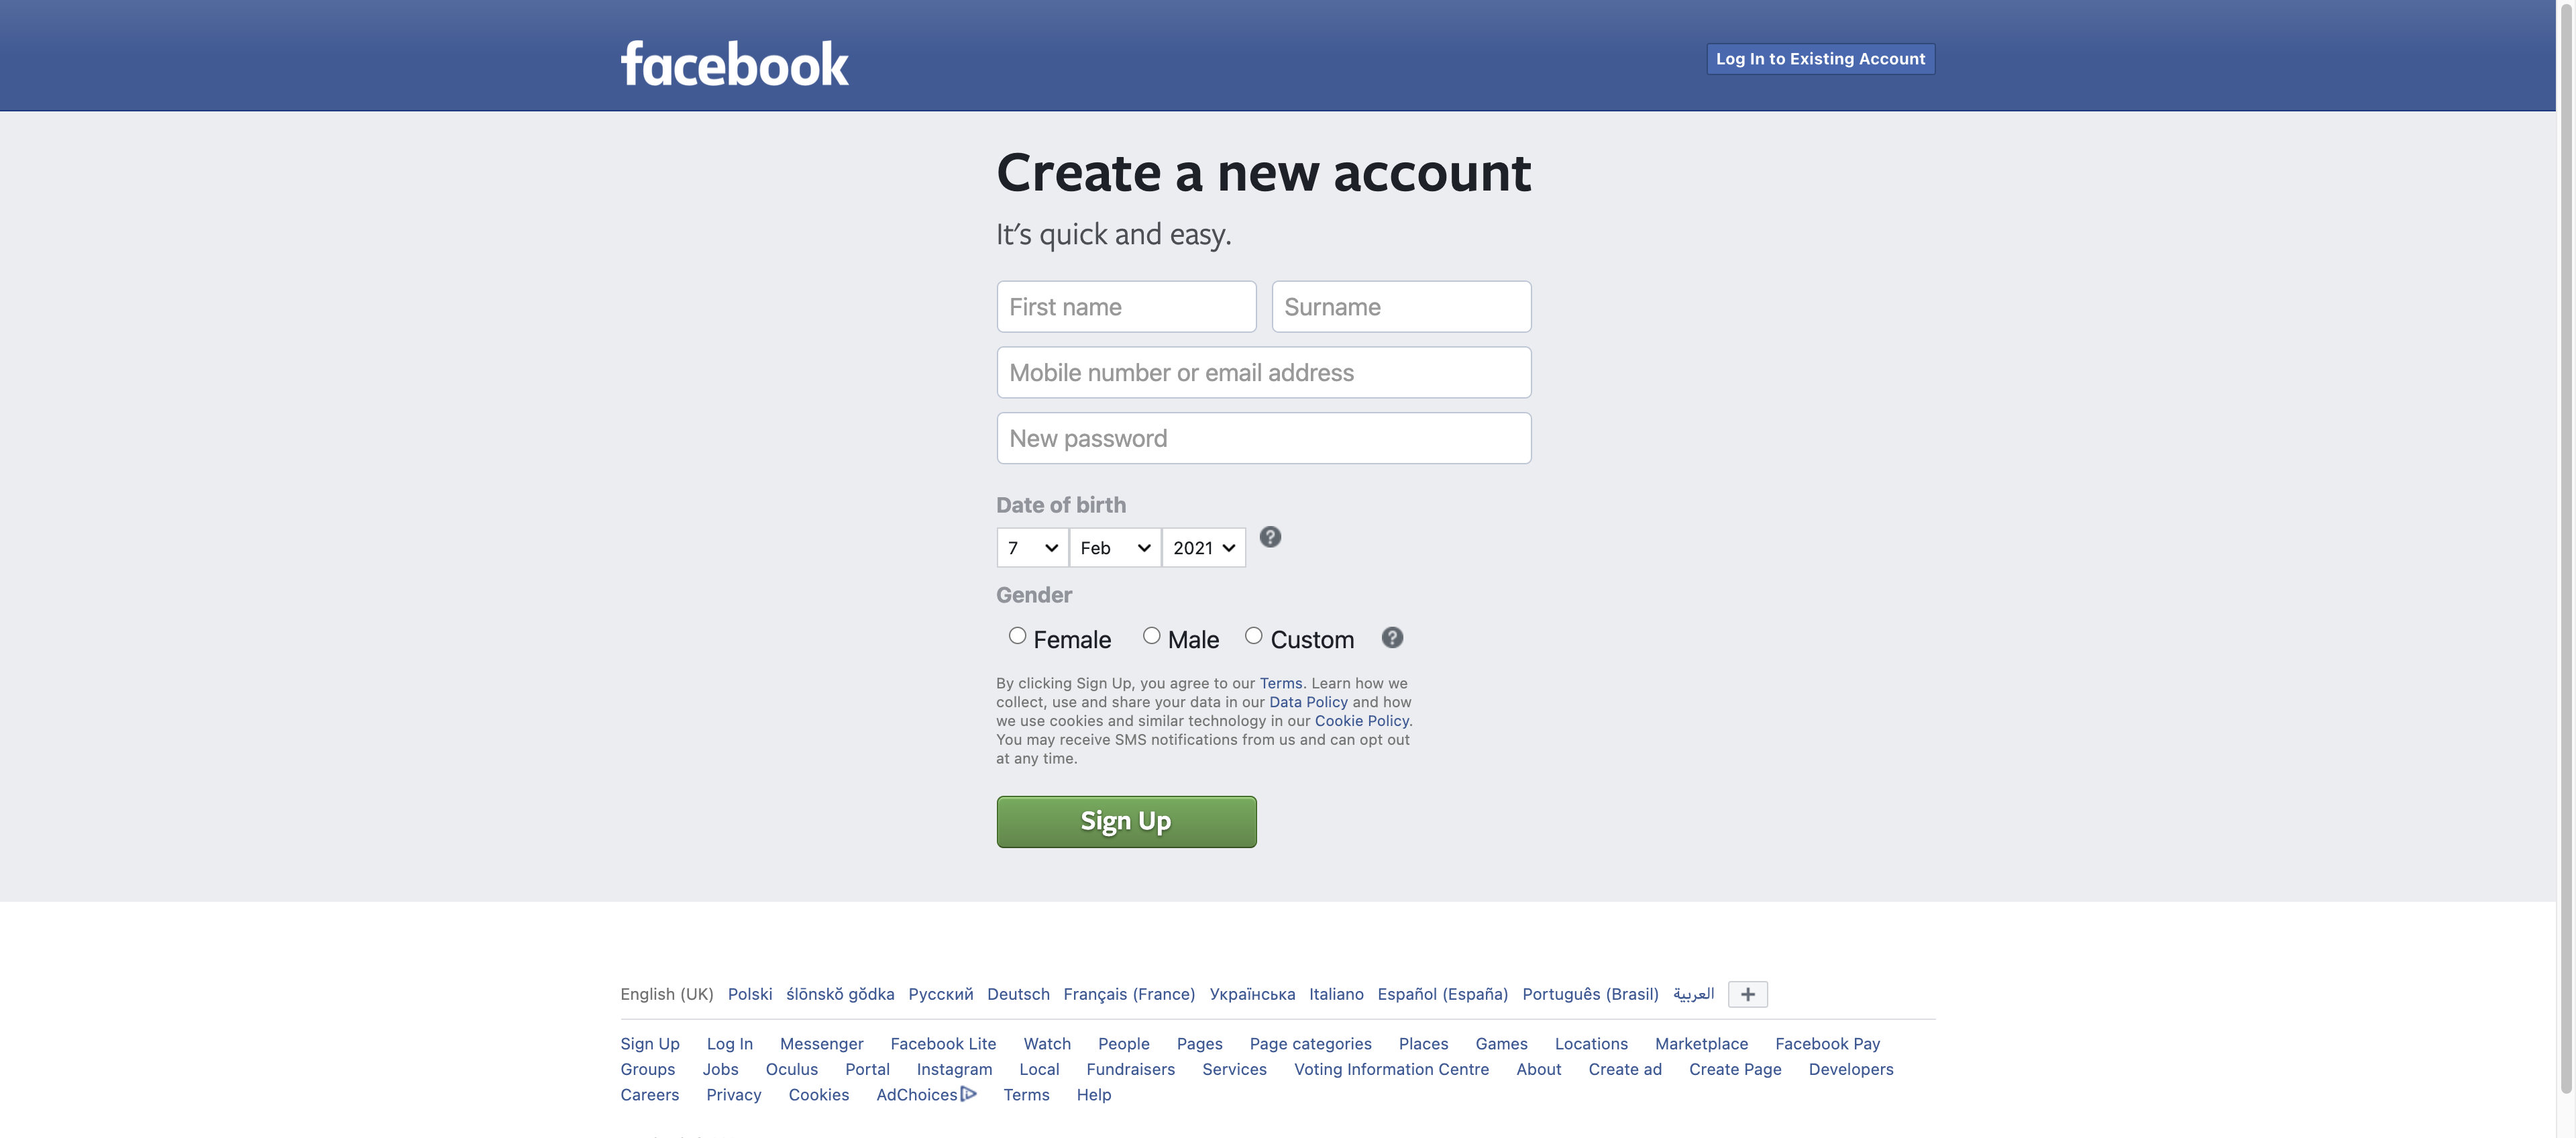 facebook
Log In to Existing Account
Create a new account
It's quick and easy.
First name
Surname
Mobile number or email address
New password
Date of birth
7 Feb 2021
Gender
Female Male Custom
By clicking Sign Up, you agree to our Terms. Learn how we
collect, use and share your data in our Data Policy and how
we use cookies and similar technology in our Cookie Policy.
You may receive SMS notifications from us and can opt out
at any time.
Sign Up
English (UK) Polski ślōnskŏ gŏdka Русский Deutsch Français (France) Українська Italiano Español (España) Português (Brasil) العربية
Sign Up Log In Messenger Facebook Lite Watch People Pages Page categories Places Games Locations Marketplace Facebook Pay
Groups Jobs Oculus Portal Instagram Local Fundraisers Services Voting Information Centre About Create ad Create Page Developers
Careers Privacy Cookies AdChoices Terms Help